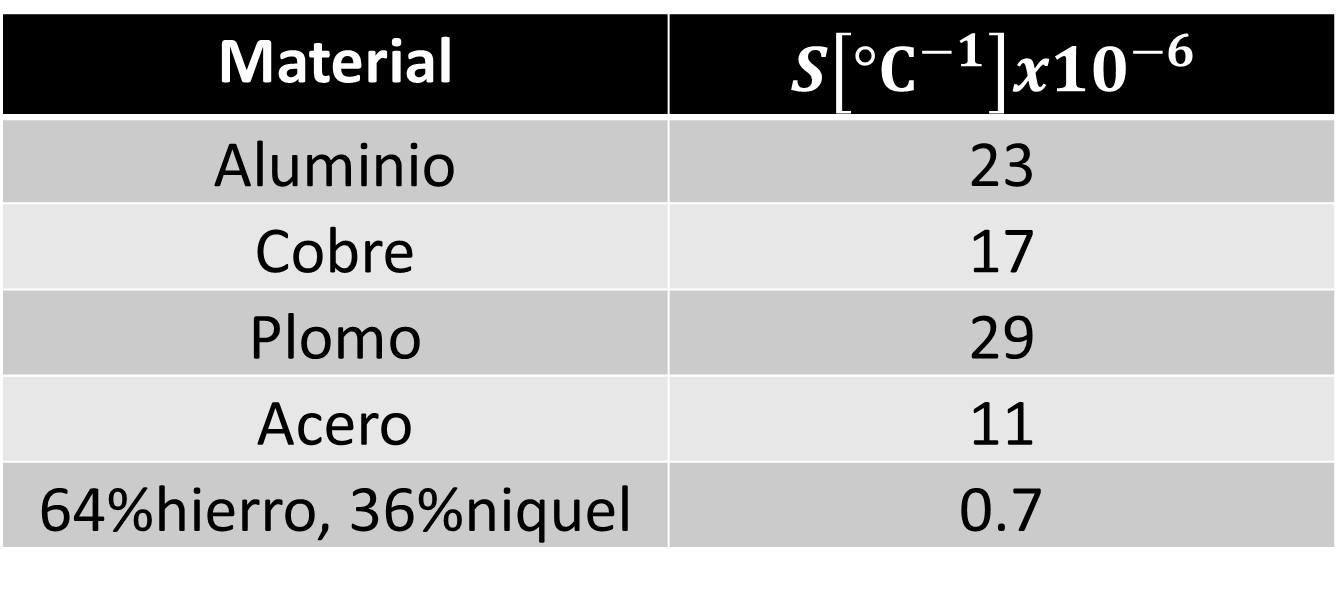 Material S[°C⁻¹]x10⁻⁶
Aluminio 23
Cobre 17
Plomo 29
Acero 11
64%hierro, 36%niquel 0.7